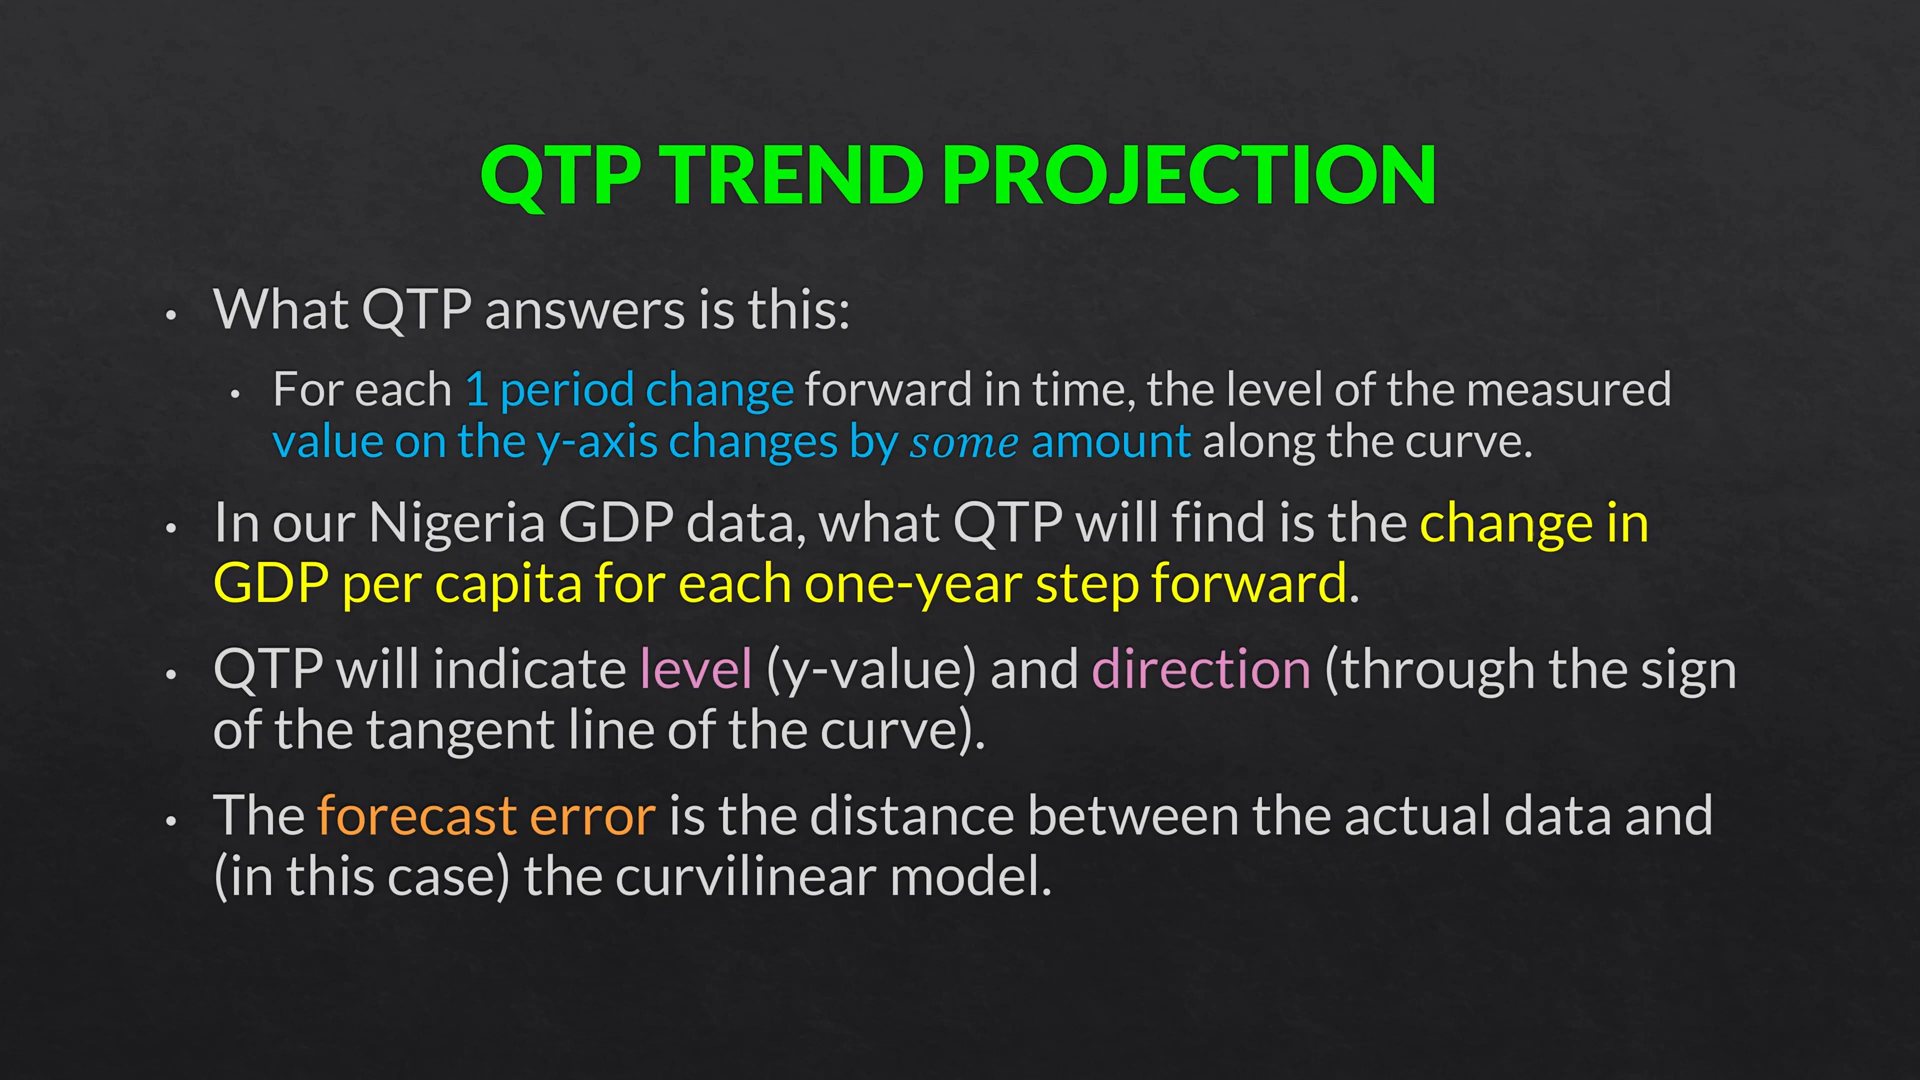 QTP TREND PROJECTION
• What QTP answers is this:
• For each 1 period change forward in time, the level of the measured
value on the y-axis changes by some amount along the curve.
• In our Nigeria GDP data, what QTP will find is the change in
GDP per capita for each one-year step forward.
• QTP will indicate level (y-value) and direction (through the sign
of the tangent line of the curve).
• The forecast error is the distance between the actual data and
(in this case) the curvilinear model.